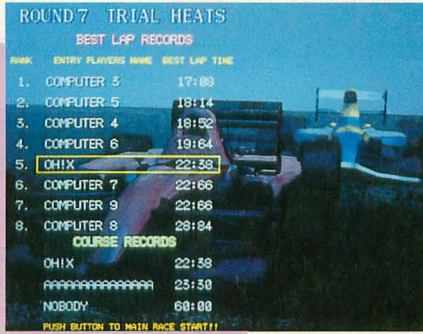 ROUND 7 TRIAL HEATS
BEST LAP RECORDS
RANK ENTRY PLAYERS NAME BEST LAP TIME
1. COMPUTER 3 17:08
2. COMPUTER 5 18:14
3. COMPUTER 4 18:52
4. COMPUTER 6 19:64
5. OH!X 22:38
6. COMPUTER 7 22:66
7. COMPUTER 9 22:66
8. COMPUTER 8 28:84
COURSE RECORDS
OH!X 22:38
AAAAAAAAAAAAAA 23:30
NOBODY 60:00
PUSH BUTTON TO MAIN RACE START!!